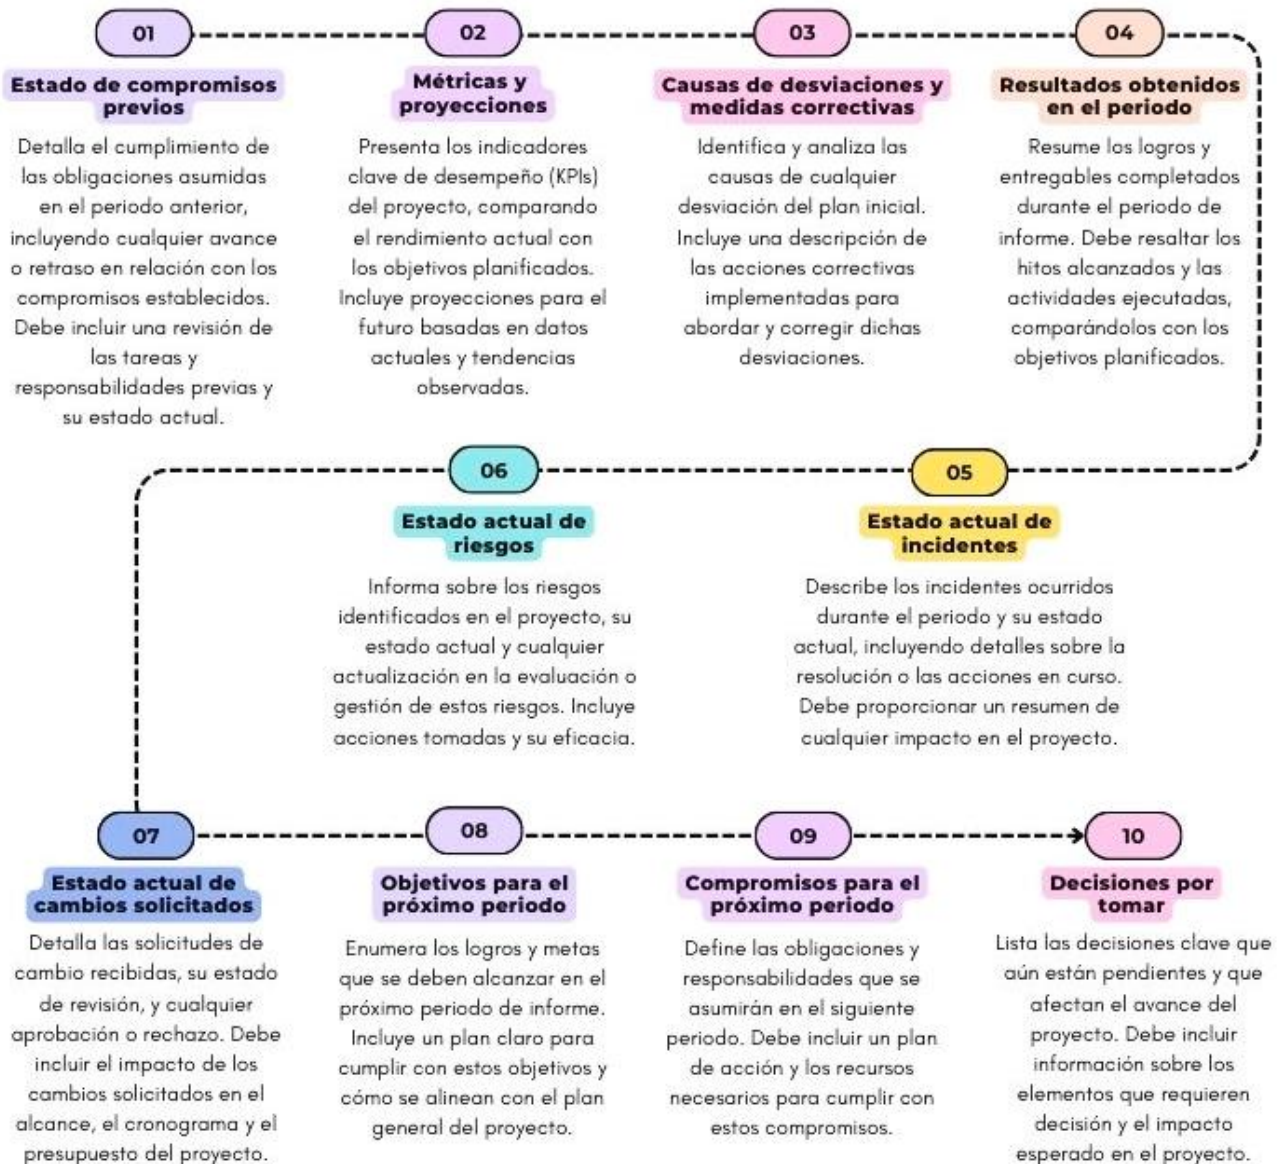 01
Estado de compromisos
previos
Detalla el cumplimiento de
las obligaciones asumidas
en el periodo anterior,
incluyendo cualquier avance
o retraso en relación con los
compromisos establecidos.
Debe incluir una revisión de
las tareas y
responsabilidades previas y
su estado actual.
02
Métricas y
proyecciones
Presenta los indicadores
clave de desempeño (KPIs)
del proyecto, comparando
el rendimiento actual con
los objetivos planificados.
Incluye proyecciones para el
futuro basadas en datos
actuales y tendencias
observadas.
03
Causas de desviaciones y
medidas correctivas
Identifica y analiza las
causas de cualquier
desviación del plan inicial.
Incluye una descripción de
las acciones correctivas
implementadas para
abordar y corregir dichas
desviaciones.
04
Resultados obtenidos
en el periodo
Resume los logros y
entregables completados
durante el periodo de
informe. Debe resaltar los
hitos alcanzados y las
actividades ejecutadas,
comparándolos con los
objetivos planificados.
05
Estado actual de
incidentes
Describe los incidentes ocurridos
durante el periodo y su estado
actual, incluyendo detalles sobre la
resolución o las acciones en curso.
Debe proporcionar un resumen de
cualquier impacto en el proyecto.
06
Estado actual de
riesgos
Informa sobre los riesgos
identificados en el proyecto, su
estado actual y cualquier
actualización en la evaluación o
gestión de estos riesgos. Incluye
acciones tomadas y su eficacia.
07
Estado actual de
cambios solicitados
Detalla las solicitudes de
cambio recibidas, su estado
de revisión, y cualquier
aprobación o rechazo. Debe
incluir el impacto de los
cambios solicitados en el
alcance, el cronograma y el
presupuesto del proyecto.
08
Objetivos para el
próximo periodo
Enumera los logros y metas
que se deben alcanzar en el
próximo periodo de informe.
Incluye un plan claro para
cumplir con estos objetivos y
cómo se alinean con el plan
general del proyecto.
09
Compromisos para el
próximo periodo
Define las obligaciones y
responsabilidades que se
asumirán en el siguiente
periodo. Debe incluir un plan
de acción y los recursos
necesarios para cumplir con
estos compromisos.
10
Decisiones por
tomar
Lista las decisiones clave que
aún están pendientes y que
afectan el avance del
proyecto. Debe incluir
información sobre los
elementos que requieren
decisión y el impacto
esperado en el proyecto.